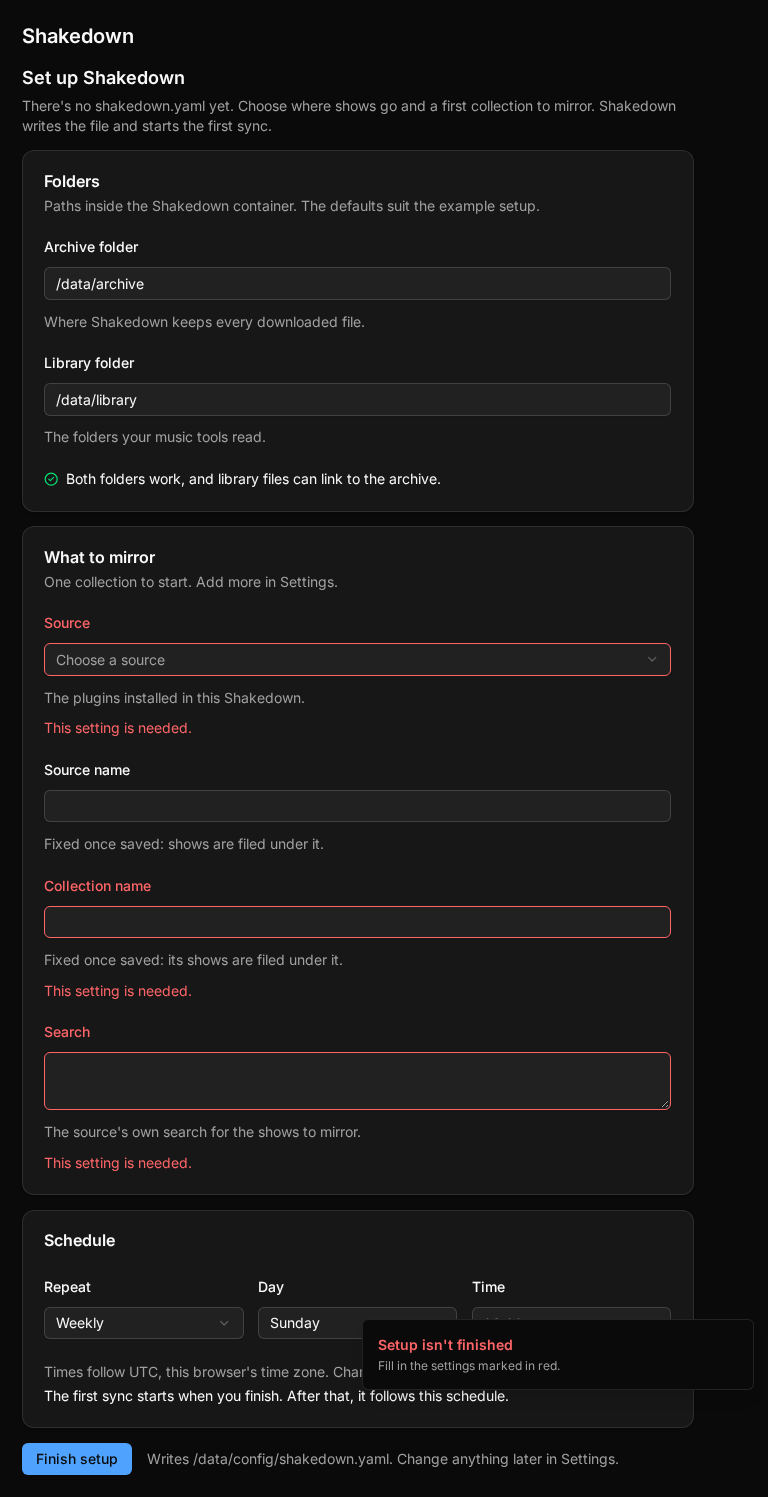 Shakedown
Set up Shakedown
There's no shakedown.yaml yet. Choose where shows go and a first collection to mirror. Shakedown
writes the file and starts the first sync.
Folders
Paths inside the Shakedown container. The defaults suit the example setup.
Archive folder
/data/archive
Where Shakedown keeps every downloaded file.
Library folder
/data/library
The folders your music tools read.
Both folders work, and library files can link to the archive.
What to mirror
One collection to start. Add more in Settings.
Source
Choose a source
The plugins installed in this Shakedown.
This setting is needed.
Source name
Fixed once saved: shows are filed under it.
Collection name
Fixed once saved: its shows are filed under it.
This setting is needed.
Search
The source's own search for the shows to mirror.
This setting is needed.
Schedule
Repeat Day Time
Weekly Sunday
Setup isn't finished
Fill in the settings marked in red.
Times follow UTC, this browser's time zone.
The first sync starts when you finish. After that, it follows this schedule.
Finish setup Writes /data/config/shakedown.yaml. Change anything later in Settings.